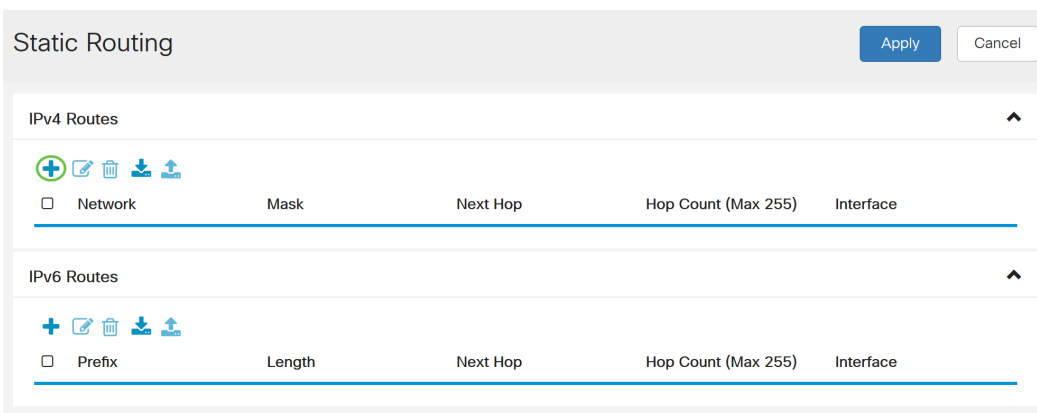 Static Routing Apply Cancel
IPv4 Routes
Network Mask Next Hop Hop Count (Max 255) Interface
IPv6 Routes
Prefix Length Next Hop Hop Count (Max 255) Interface